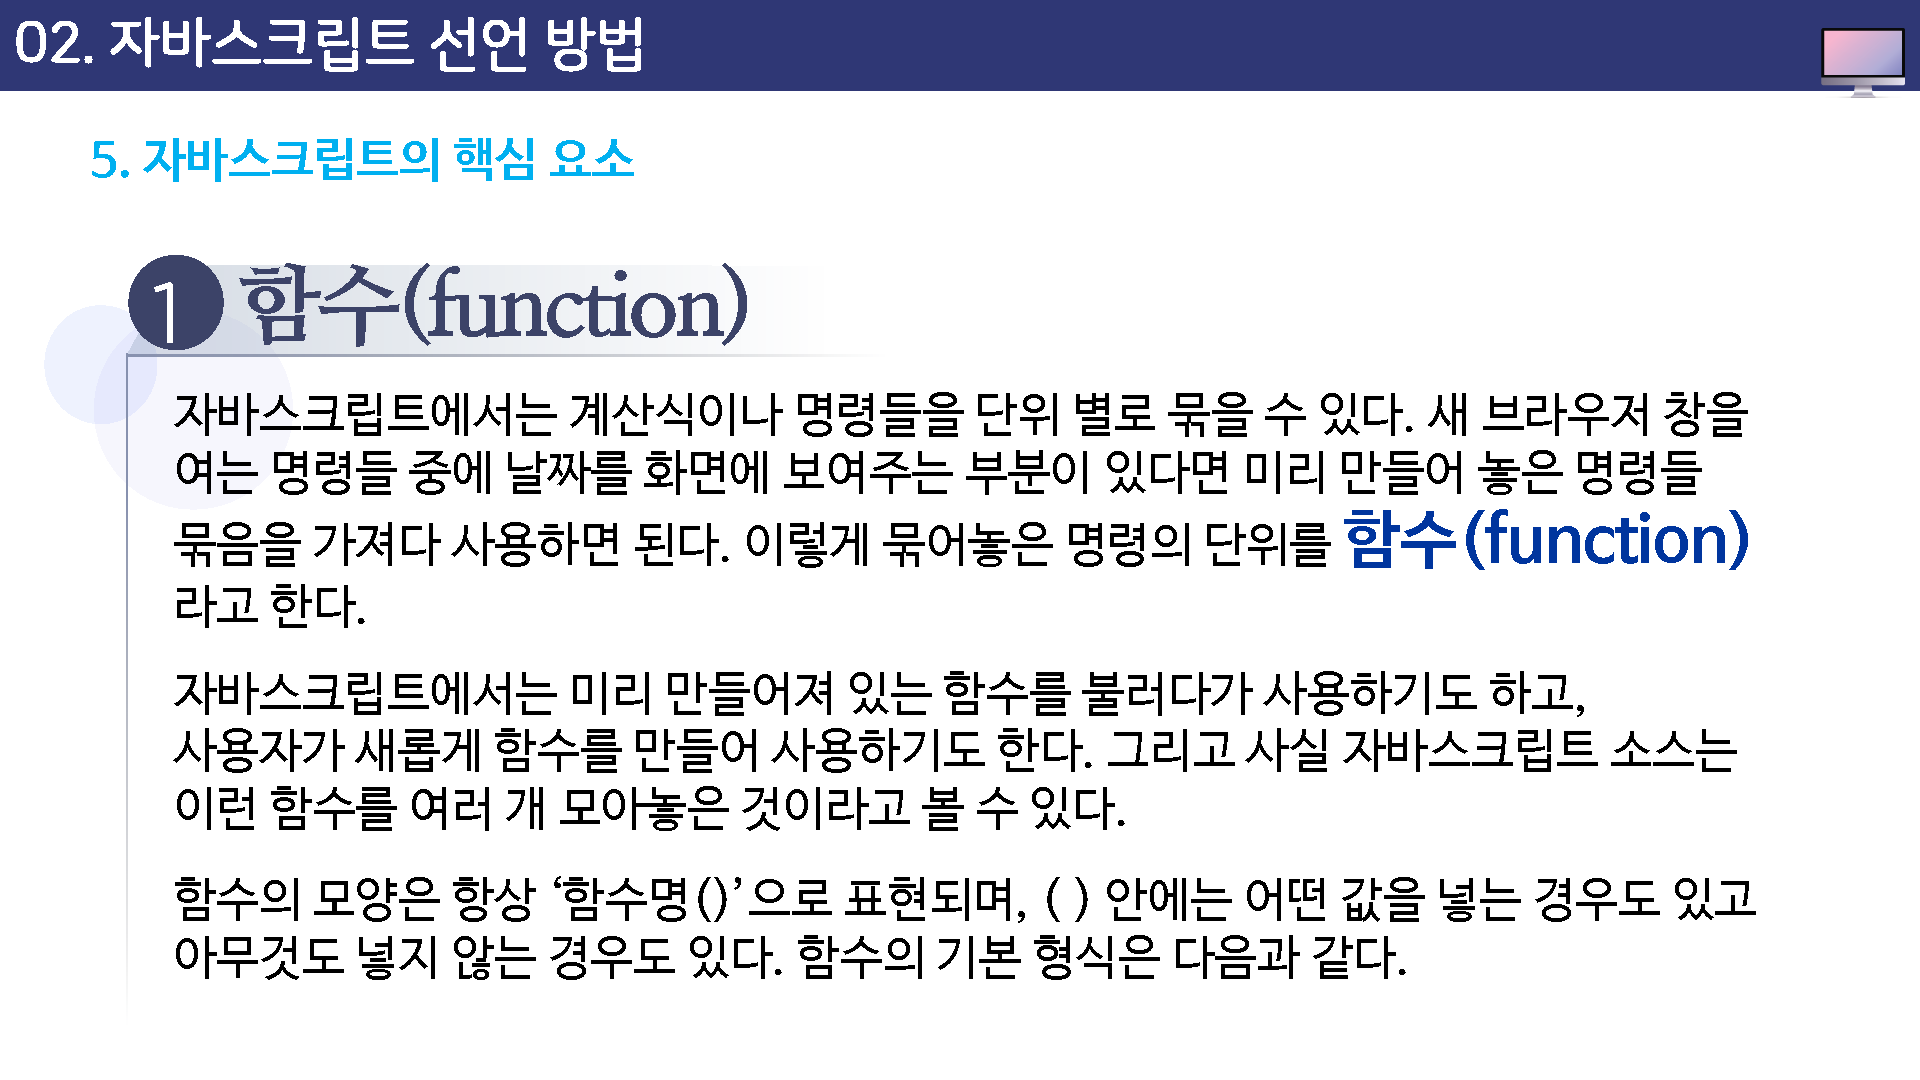 02. 자바스크립트 선언 방법
5. 자바스크립트의 핵심 요소
1 함수(function)
자바스크립트에서는 계산식이나 명령들을 단위 별로 묶을 수 있다. 새 브라우저 창을
여는 명령들 중에 날짜를 화면에 보여주는 부분이 있다면 미리 만들어 놓은 명령들
묶음을 가져다 사용하면 된다. 이렇게 묶어놓은 명령의 단위를 함수(function)
라고 한다.
자바스크립트에서는 미리 만들어져 있는 함수를 불러다가 사용하기도 하고,
사용자가 새롭게 함수를 만들어 사용하기도 한다. 그리고 사실 자바스크립트 소스는
이런 함수를 여러 개 모아놓은 것이라고 볼 수 있다.
함수의 모양은 항상 ‘함수명()’으로 표현되며, ( ) 안에는 어떤 값을 넣는 경우도 있고
아무것도 넣지 않는 경우도 있다. 함수의 기본 형식은 다음과 같다.